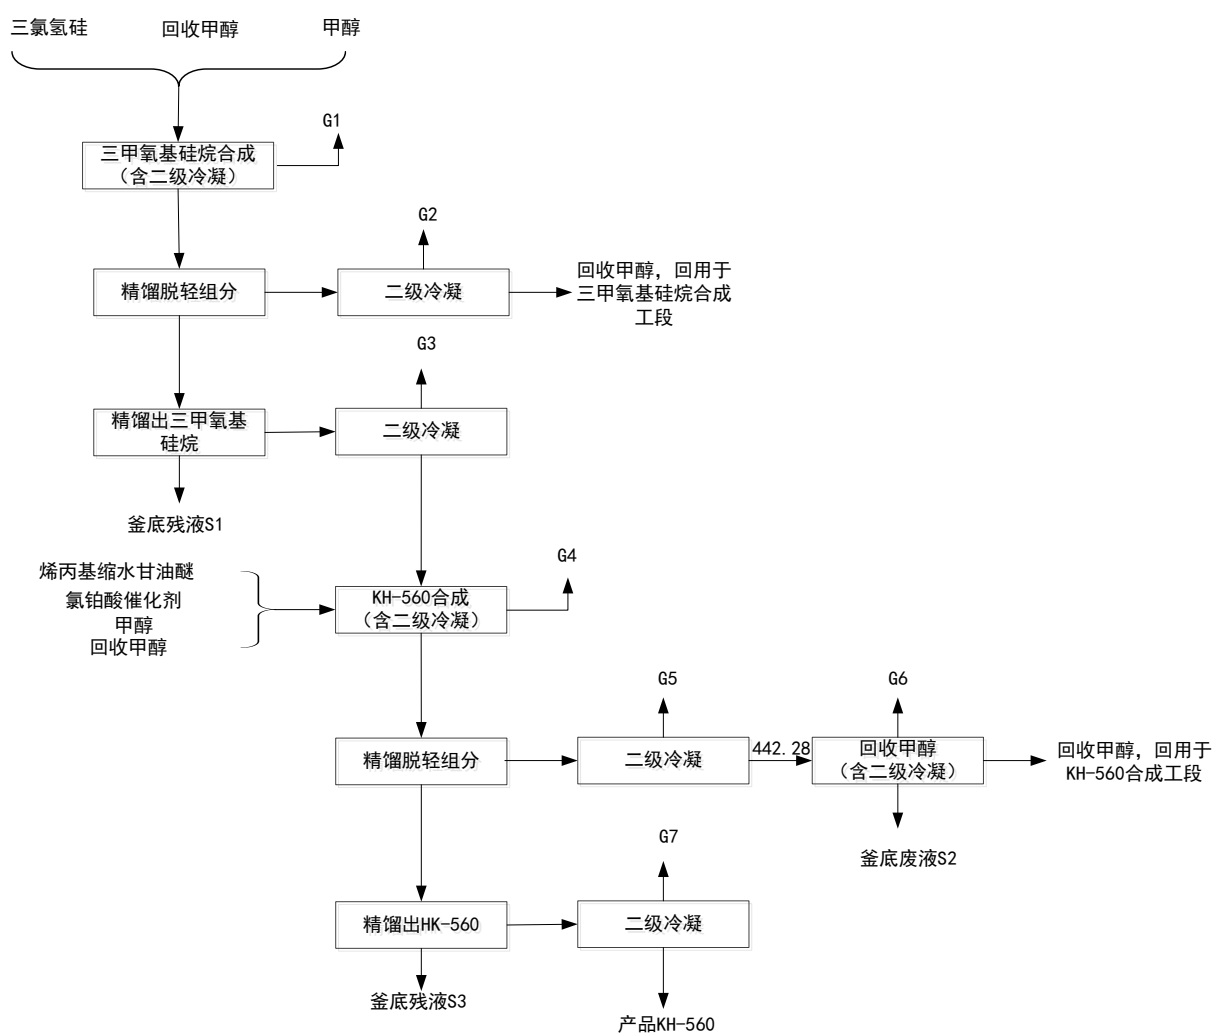 三氯氢硅
回收甲醇
甲醇
G1
三甲氧基硅烷合成
（含二级冷凝）
G2
精馏脱轻组分
二级冷凝
回收甲醇，回用于
三甲氧基硅烷合成
工段
G3
精馏出三甲氧基
硅烷
二级冷凝
釜底残液S1
G4
烯丙基缩水甘油醚
氯铂酸催化剂
甲醇
回收甲醇
KH-560合成
（含二级冷凝）
G5
G6
精馏脱轻组分
二级冷凝
442.28
回收甲醇
（含二级冷凝）
回收甲醇，回用于
KH-560合成工段
G7
釜底废液S2
精馏出HK-560
二级冷凝
釜底残液S3
产品KH-560